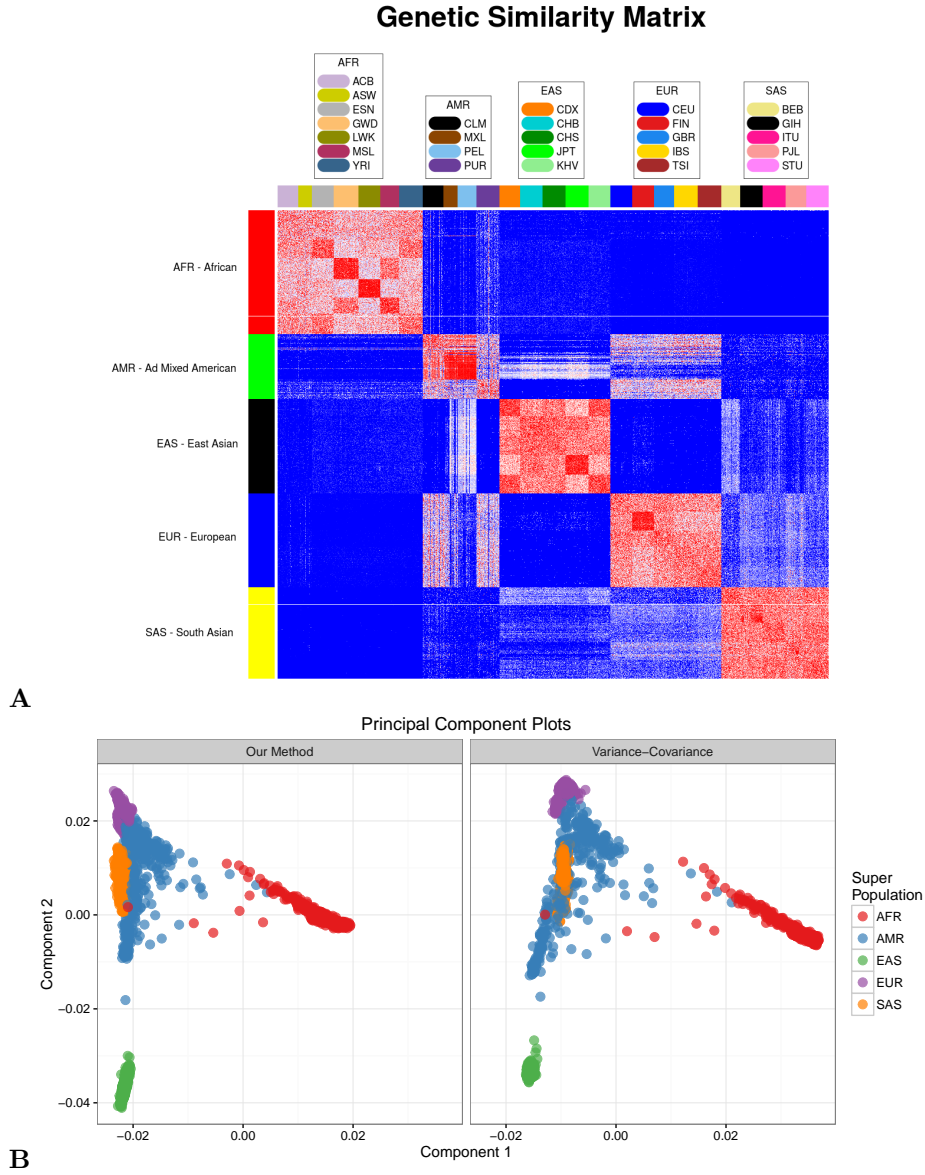 Genetic Similarity Matrix
AFR
ACB
ASW
ESN
GWD
LWK
MSL
YRI
AMR
CLM
MXL
PEL
PUR
EAS
CDX
CHB
CHS
JPT
KHV
EUR
CEU
FIN
GBR
IBS
TSI
SAS
BEB
GIH
ITU
PJL
STU
AFR - African
AMR - Ad Mixed American
EAS - East Asian
EUR - European
SAS - South Asian
A
Principal Component Plots
Our Method
Variance−Covariance
Component 2
0.02
0.00
−0.02
−0.04
−0.02
0.00
0.02
−0.02
0.00
0.02
Component 1
Super
Population
AFR
AMR
EAS
EUR
SAS
B